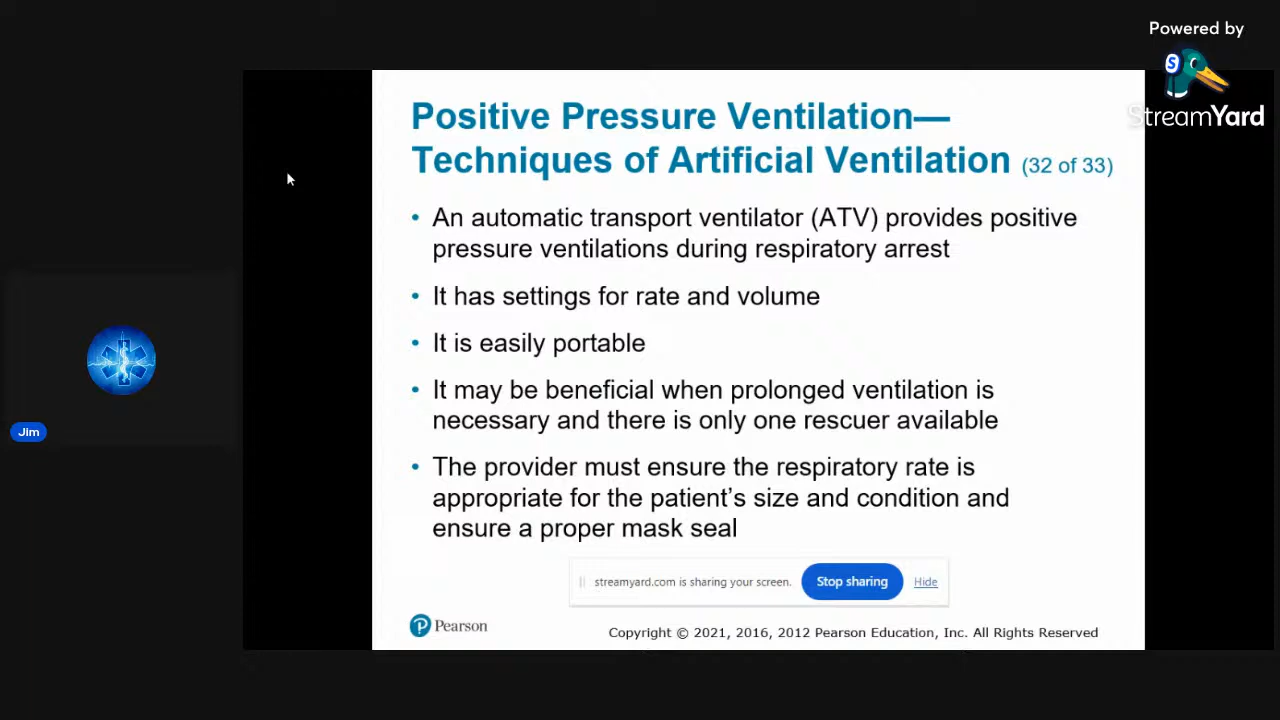 Powered by
StreamYard
Positive Pressure Ventilation—
Techniques of Artificial Ventilation (32 of 33)
• An automatic transport ventilator (ATV) provides positive
pressure ventilations during respiratory arrest
• It has settings for rate and volume
• It is easily portable
• It may be beneficial when prolonged ventilation is
necessary and there is only one rescuer available
• The provider must ensure the respiratory rate is
appropriate for the patient’s size and condition and
ensure a proper mask seal
Jim
streamyard.com is sharing your screen. Stop sharing Hide
Pearson
Copyright © 2021, 2016, 2012 Pearson Education, Inc. All Rights Reserved